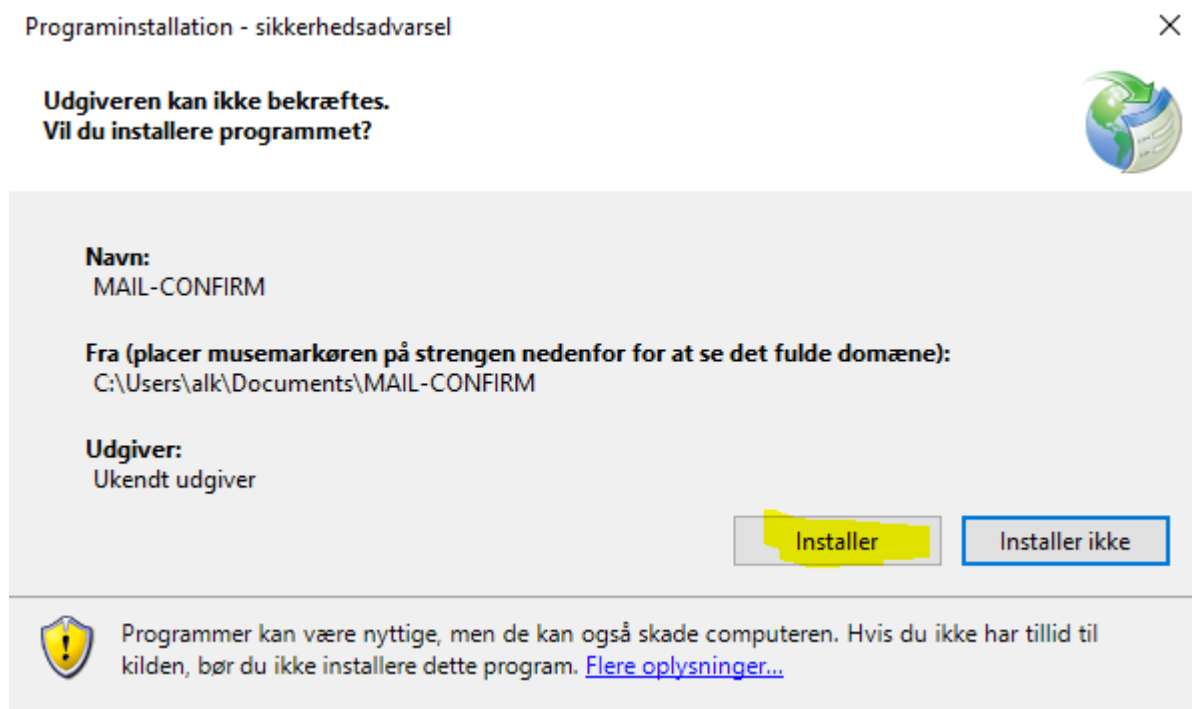 Programinstallation - sikkerhedsadvarsel
Udgiveren kan ikke bekræftes.
Vil du installere programmet?
Navn:
MAIL-CONFIRM
Fra (placer musemarkøren på strengen nedenfor for at se det fulde domæne):
C:\Users\alk\Documents\MAIL-CONFIRM
Udgiver:
Ukendt udgiver
Installer
Installer ikke
Programmer kan være nyttige, men de kan også skade computeren. Hvis du ikke har tillid til
kilden, bør du ikke installere dette program. Flere oplysninger...